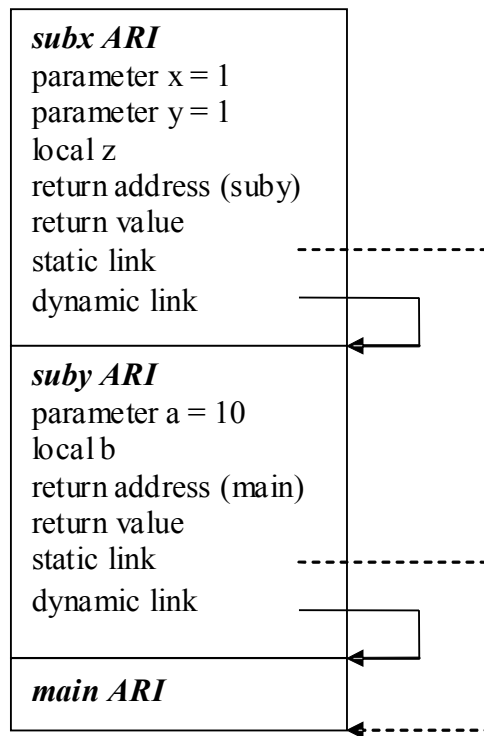 subx ARI
parameter x = 1
parameter y = 1
local z
return address (suby)
return value
static link
dynamic link
suby ARI
parameter a = 10
local b
return address (main)
return value
static link
dynamic link
main ARI